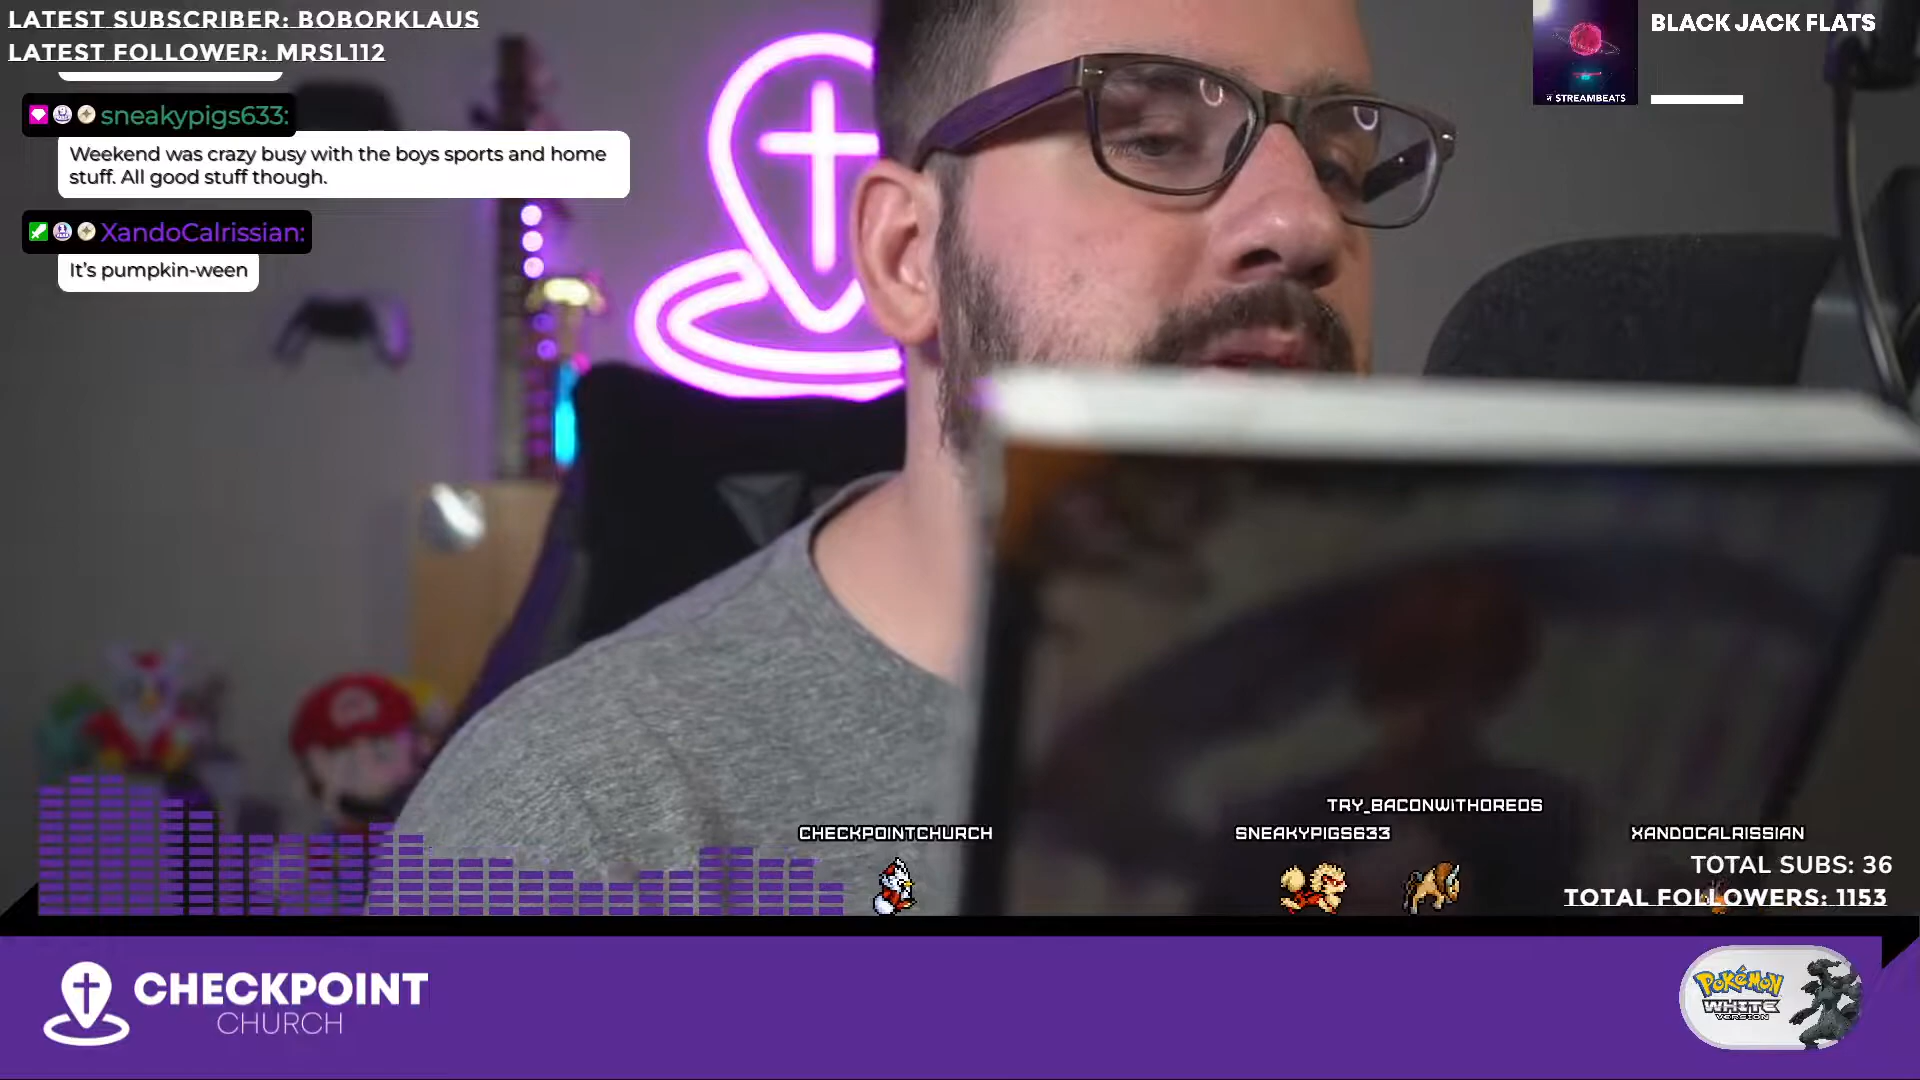 LATEST SUBSCRIBER: BOBORKLAUS
LATEST FOLLOWER: MRSL112
sneakypigs633:
Weekend was crazy busy with the boys sports and home
stuff. All good stuff though.
XandoCalrissian:
It's pumpkin-ween
BLACK JACK FLATS
STREAMBEATS
TRY_BACONWITHOREOS
CHECKPOINTCHURCH
SNEAKYPIGS633
XANDOCALRISSIAN
TOTAL SUBS: 36
TOTAL FOLLOWERS: 1153
CHECKPOINT
CHURCH
POKéMON
WHITE
VERSION